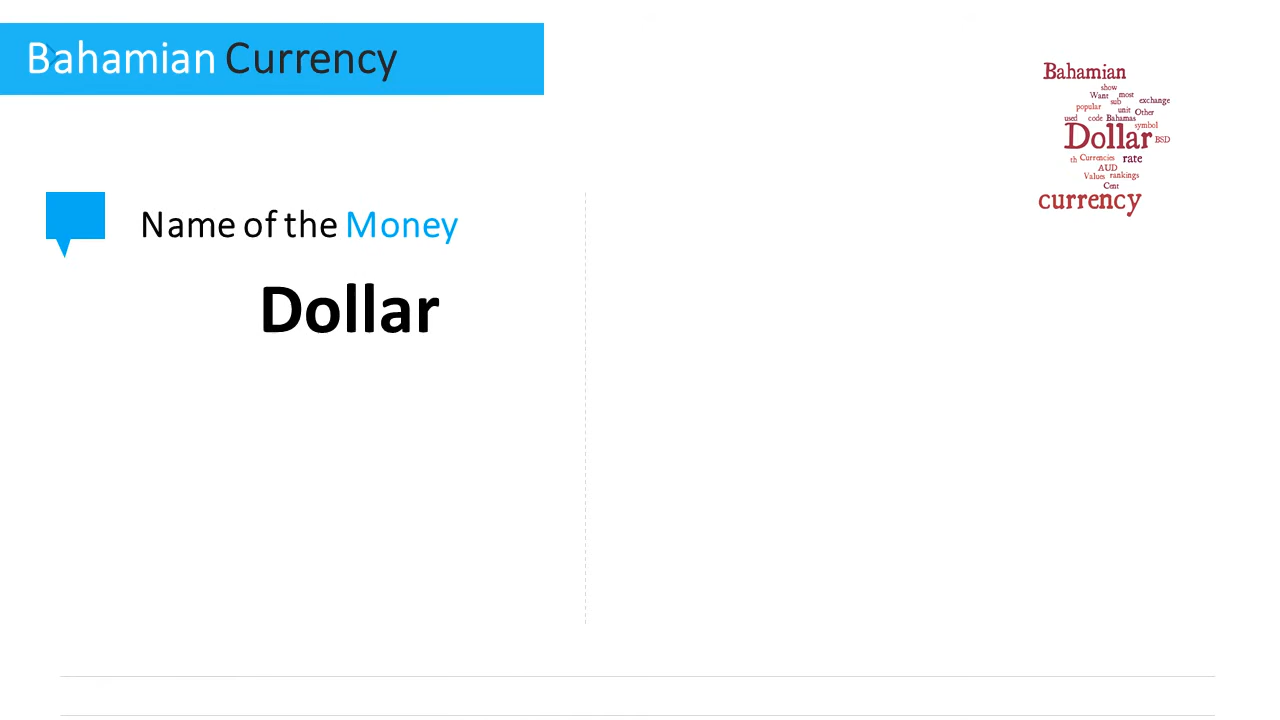 Bahamian Currency
Bahamian
show
Want most
sub
exchange
popular
unit Other
used code Bahamas
symbol
Dollar BSD
th Currencies rate
AUD
Values rankings
Cent
currency
Name of the Money
Dollar